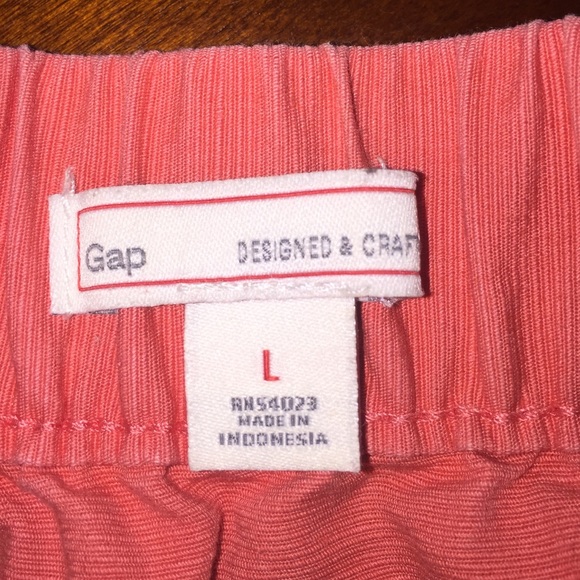 Gap DESIGNED & CRAFT
L
RN54023
MADE IN
INDONESIA